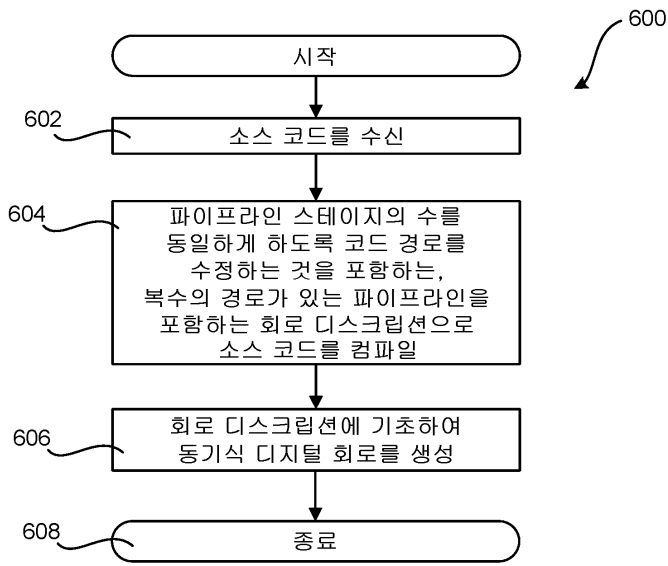 600
시작
602
소스 코드를 수신
604
파이프라인 스테이지의 수를
동일하게 하도록 코드 경로를
수정하는 것을 포함하는,
복수의 경로가 있는 파이프라인을
포함하는 회로 디스크립션으로
소스 코드를 컴파일
606
회로 디스크립션에 기초하여
동기식 디지털 회로를 생성
608
종료